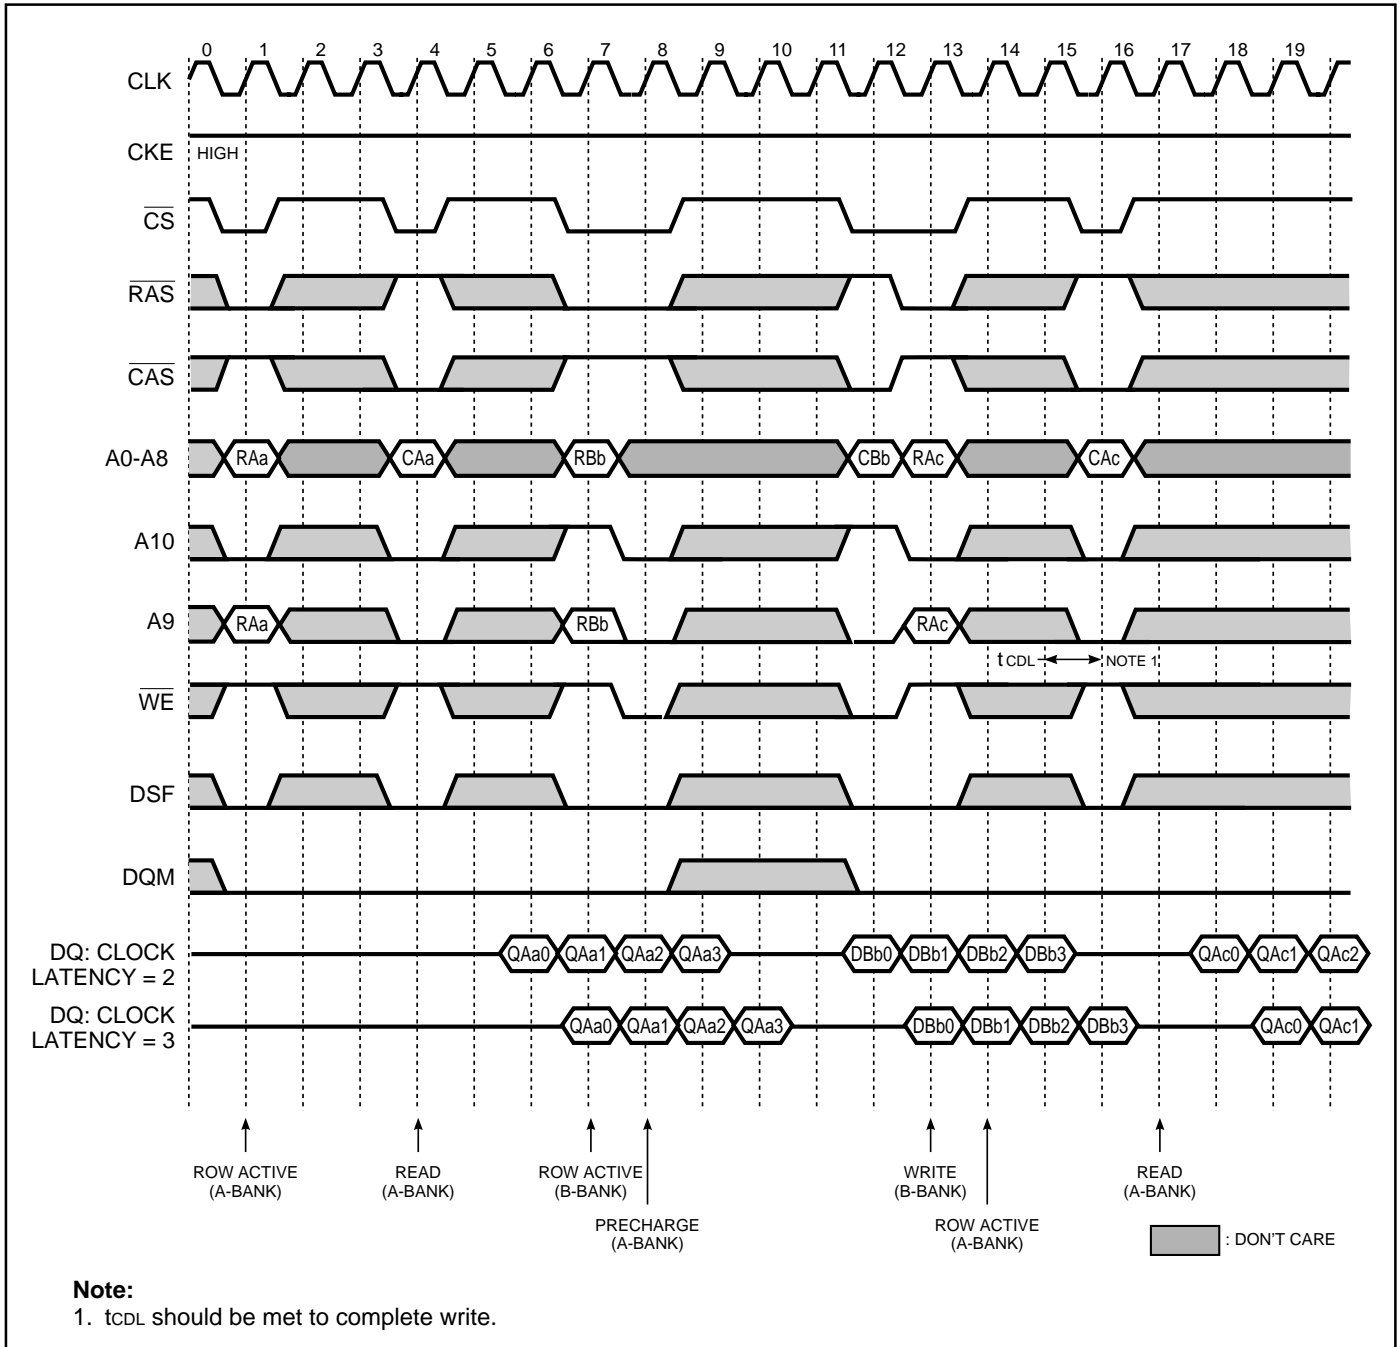 0 1 2 3 4 5 6 7 8 9 10 11 12 13 14 15 16 17 18 19
CLK
CKE
HIGH
CS
RAS
CAS
A0-A8 RAa CAa RBb CBb RAc CAc
A10
A9 RAa RBb RAc
tCDL NOTE 1
WE
DSF
DQM
DQ: CLOCK
LATENCY = 2
QAa0 QAa1 QAa2 QAa3 DBb0 DBb1 DBb2 DBb3 QAc0 QAc1 QAc2
DQ: CLOCK
LATENCY = 3
QAa0 QAa1 QAa2 QAa3 DBb0 DBb1 DBb2 DBb3 QAc0 QAc1
ROW ACTIVE
(A-BANK)
READ
(A-BANK)
ROW ACTIVE
(B-BANK)
PRECHARGE
(A-BANK)
WRITE
(B-BANK)
ROW ACTIVE
(A-BANK)
READ
(A-BANK)
: DON'T CARE
Note:
1. tCDL should be met to complete write.